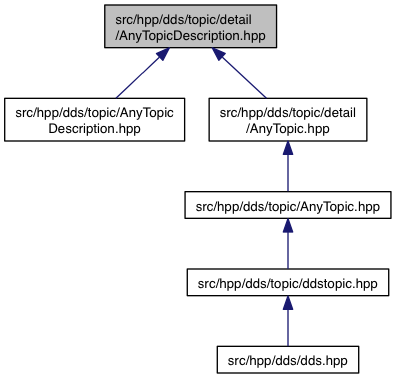 src/hpp/dds/topic/detail
/AnyTopicDescription.hpp
src/hpp/dds/topic/AnyTopic
Description.hpp
src/hpp/dds/topic/detail
/AnyTopic.hpp
src/hpp/dds/topic/AnyTopic.hpp
src/hpp/dds/topic/ddstopic.hpp
src/hpp/dds/dds.hpp